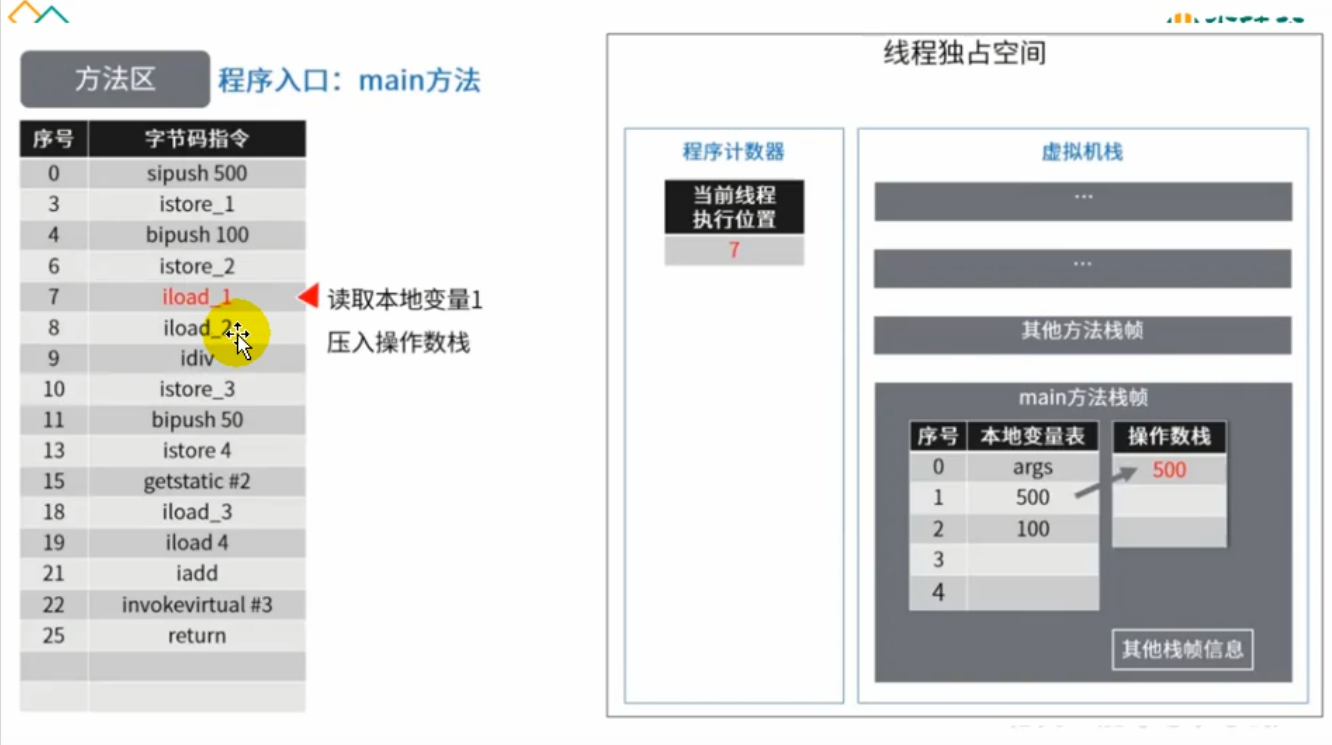 方法区 程序入口：main方法
序号 字节码指令
0 sipush 500
3 istore_1
4 bipush 100
6 istore_2
7 iload_1
8 iload_2
9 idiv
10 istore_3
11 bipush 50
13 istore 4
15 getstatic #2
18 iload_3
19 iload 4
21 iadd
22 invokevirtual #3
25 return
读取本地变量1
压入操作数栈
线程独占空间
程序计数器
当前线程
执行位置
7
虚拟机栈
...
...
其他方法栈帧
main方法栈帧
序号 本地变量表
0 args
1 500
2 100
3
4
操作数栈
500
其他栈帧信息